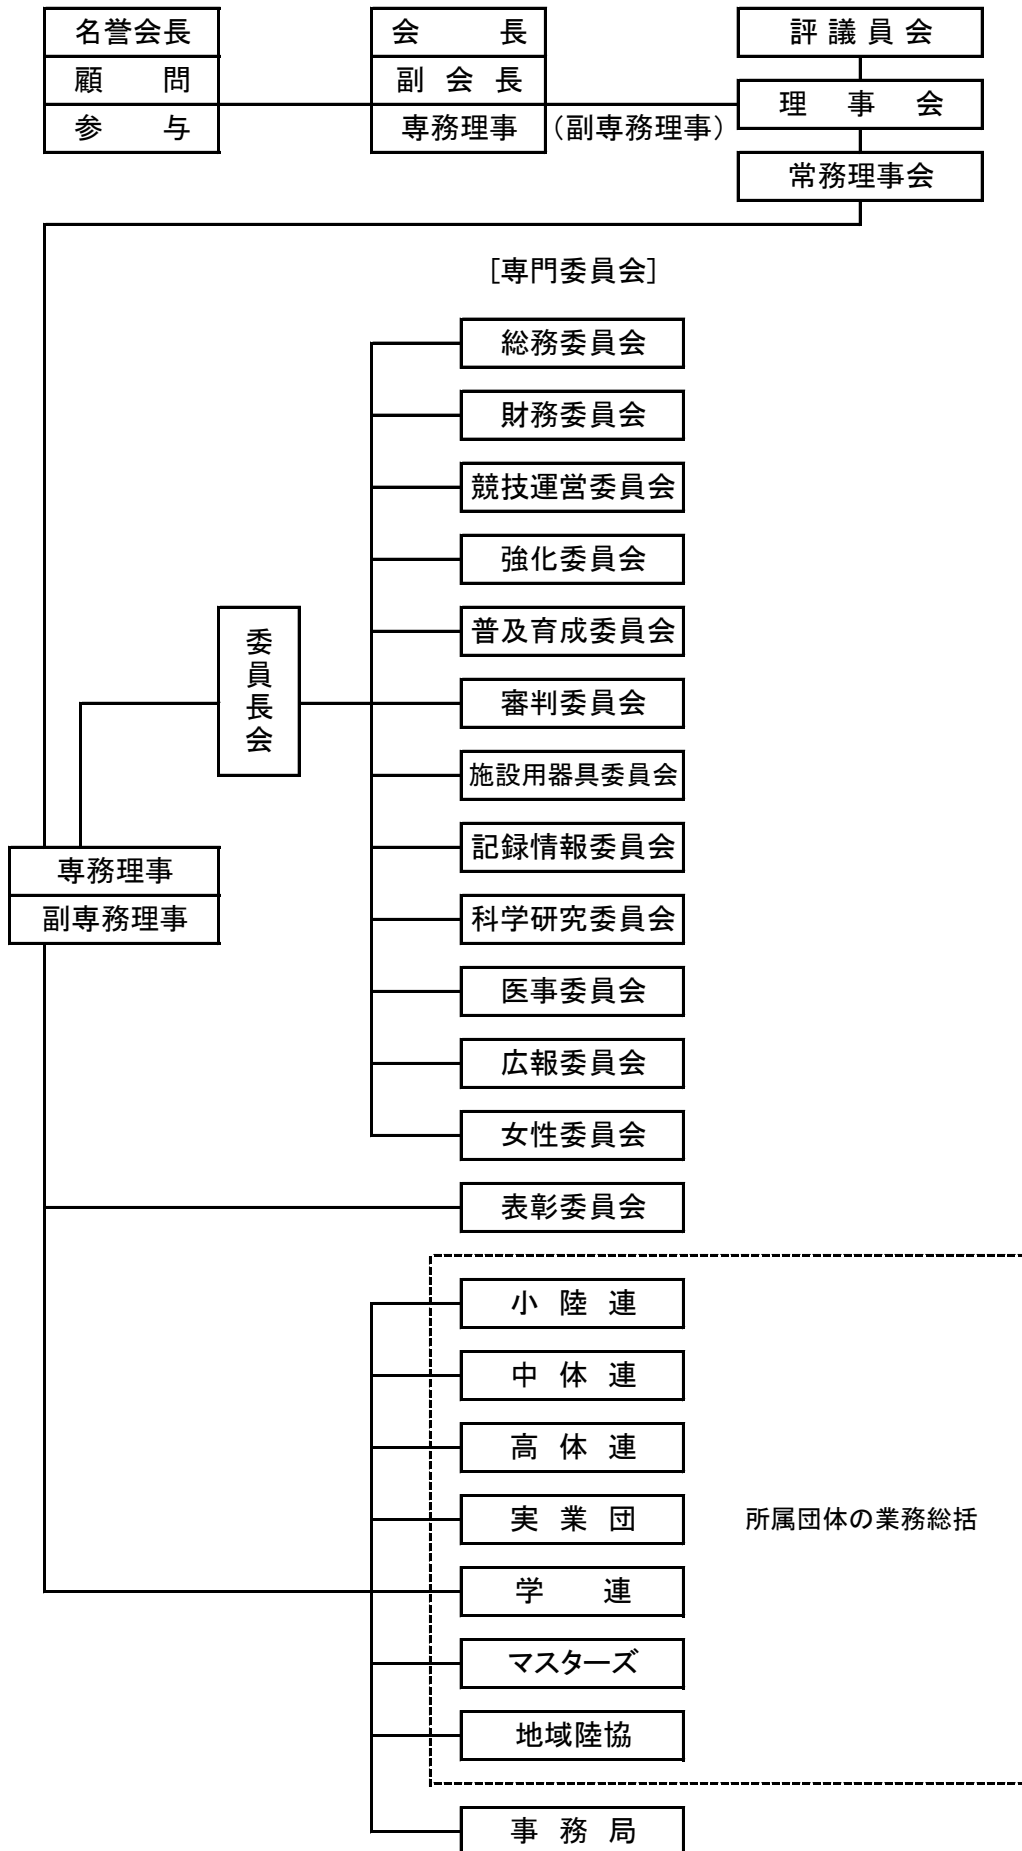 名誉会長
顧問
参与
会長
副会長
専務理事
(副専務理事)
評議員会
理事会
常務理事会
[専門委員会]
総務委員会
財務委員会
競技運営委員会
強化委員会
普及育成委員会
委員長会
審判委員会
施設用器具委員会
記録情報委員会
専務理事
副専務理事
科学研究委員会
医事委員会
広報委員会
女性委員会
表彰委員会
小陸連
中体連
高体連
実業団
所属団体の業務総括
学連
マスターズ
地域陸協
事務局